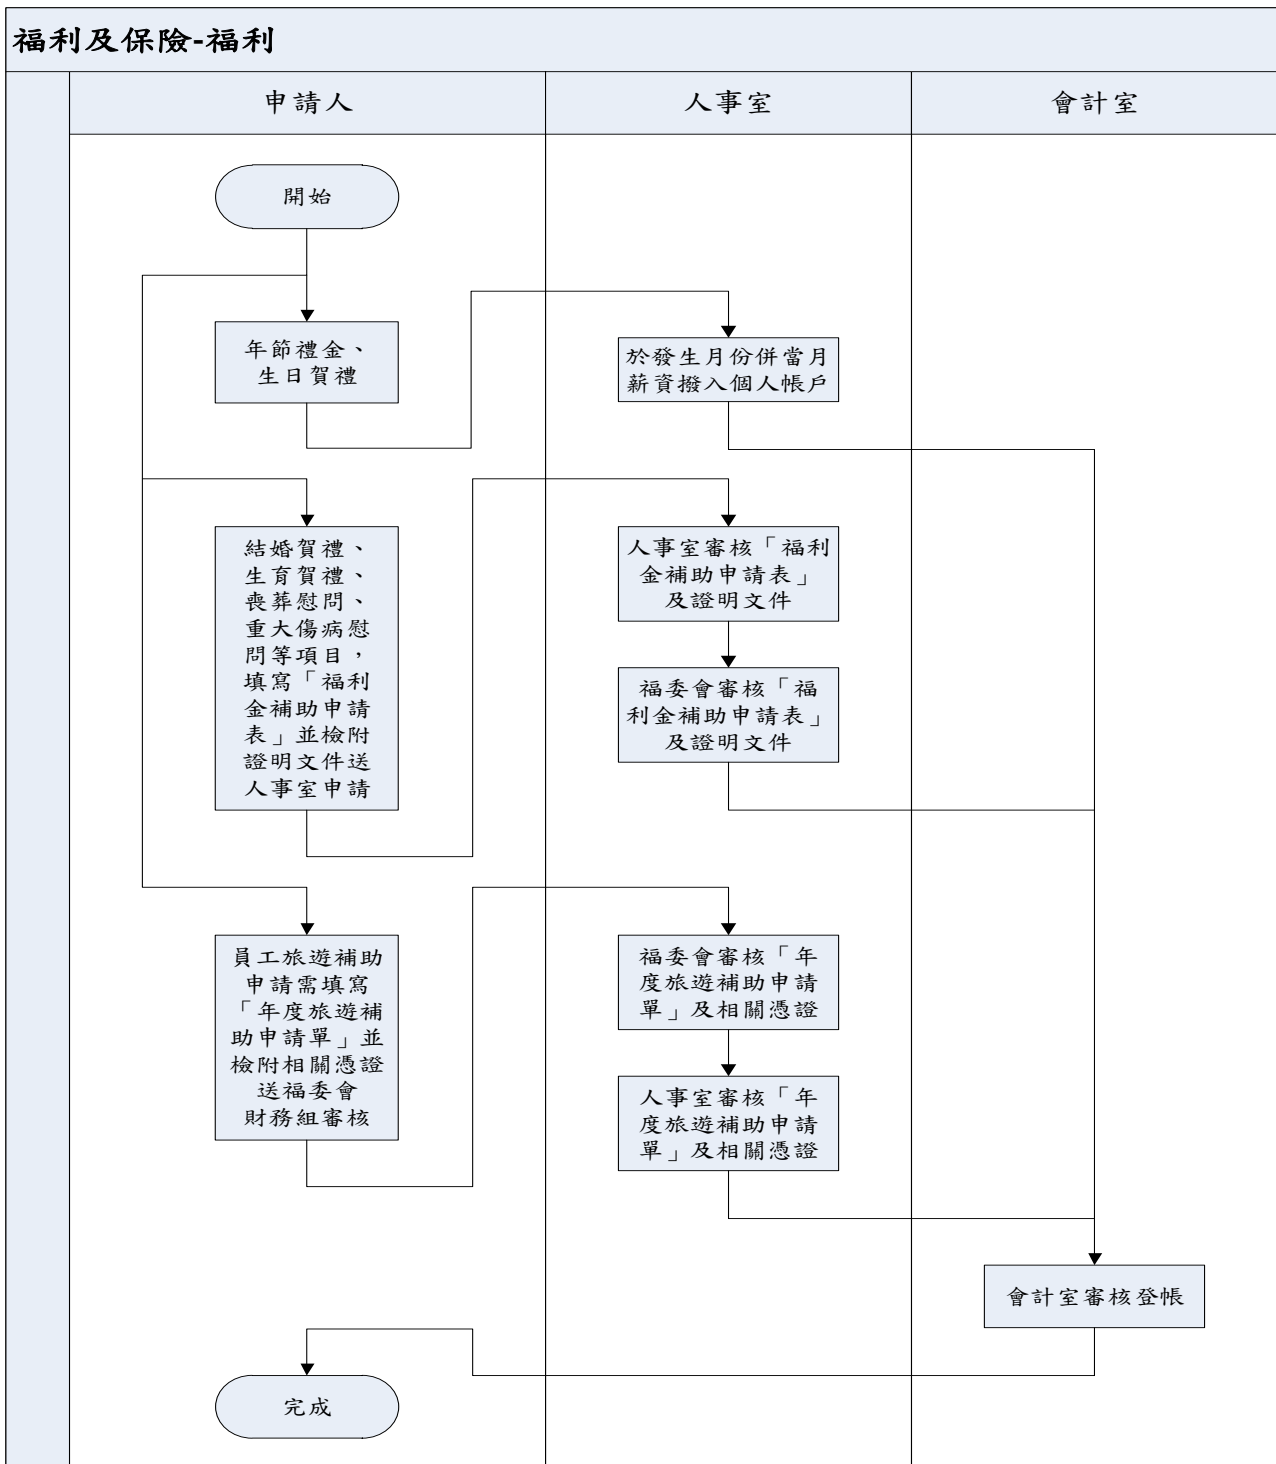 福利及保險-福利
申請人
人事室
會計室
開始
年節禮金、
生日賀禮
於發生月份併當月
薪資撥入個人帳戶
結婚賀禮、
生育賀禮、
喪葬慰問、
重大傷病慰
問等項目，
填寫「福利
金補助申請
表」並檢附
證明文件送
人事室申請
人事室審核「福利
金補助申請表」
及證明文件
福委會審核「福
利金補助申請表」
及證明文件
員工旅遊補助
申請需填寫
「年度旅遊補
助申請單」並
檢附相關憑證
送福委會
財務組審核
福委會審核「年
度旅遊補助申請
單」及相關憑證
人事室審核「年
度旅遊補助申請
單」及相關憑證
會計室審核登帳
完成